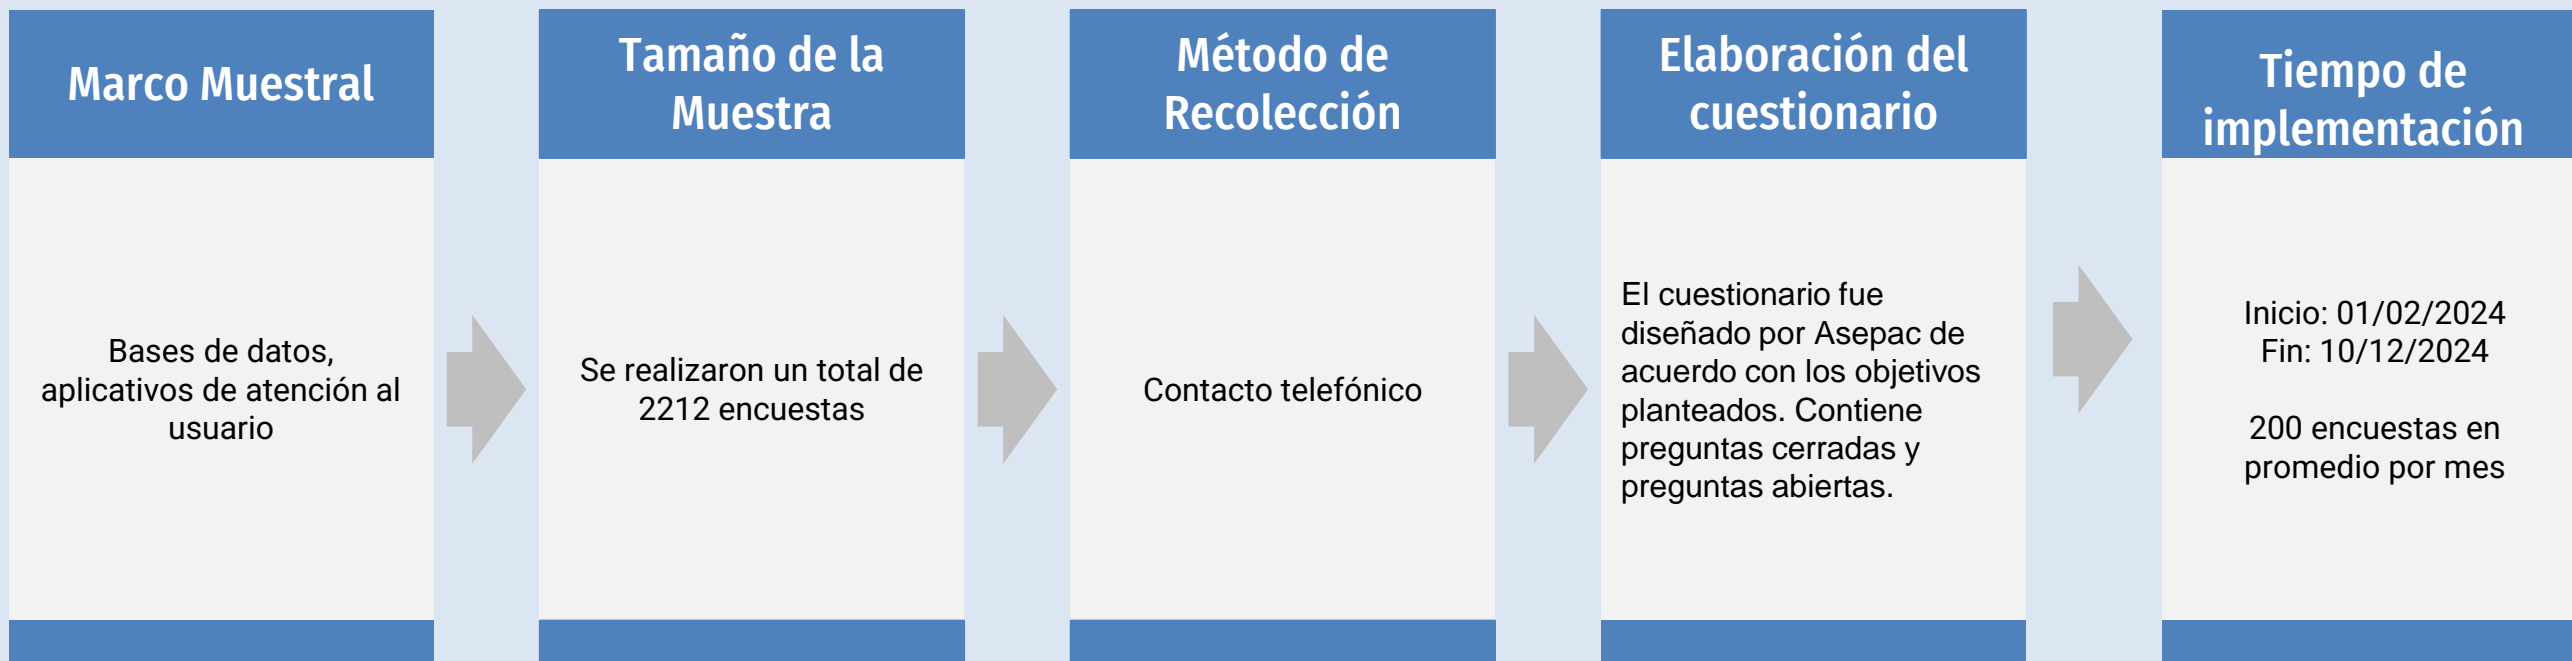 Marco Muestral
Bases de datos,
aplicativos de atención al
usuario
Tamaño de la
Muestra
Se realizaron un total de
2212 encuestas
Método de
Recolección
Contacto telefónico
Elaboración del
cuestionario
El cuestionario fue
diseñado por Asepac de
acuerdo con los objetivos
planteados. Contiene
preguntas cerradas y
preguntas abiertas.
Tiempo de
implementación
Inicio: 01/02/2024
Fin: 10/12/2024
200 encuestas en
promedio por mes